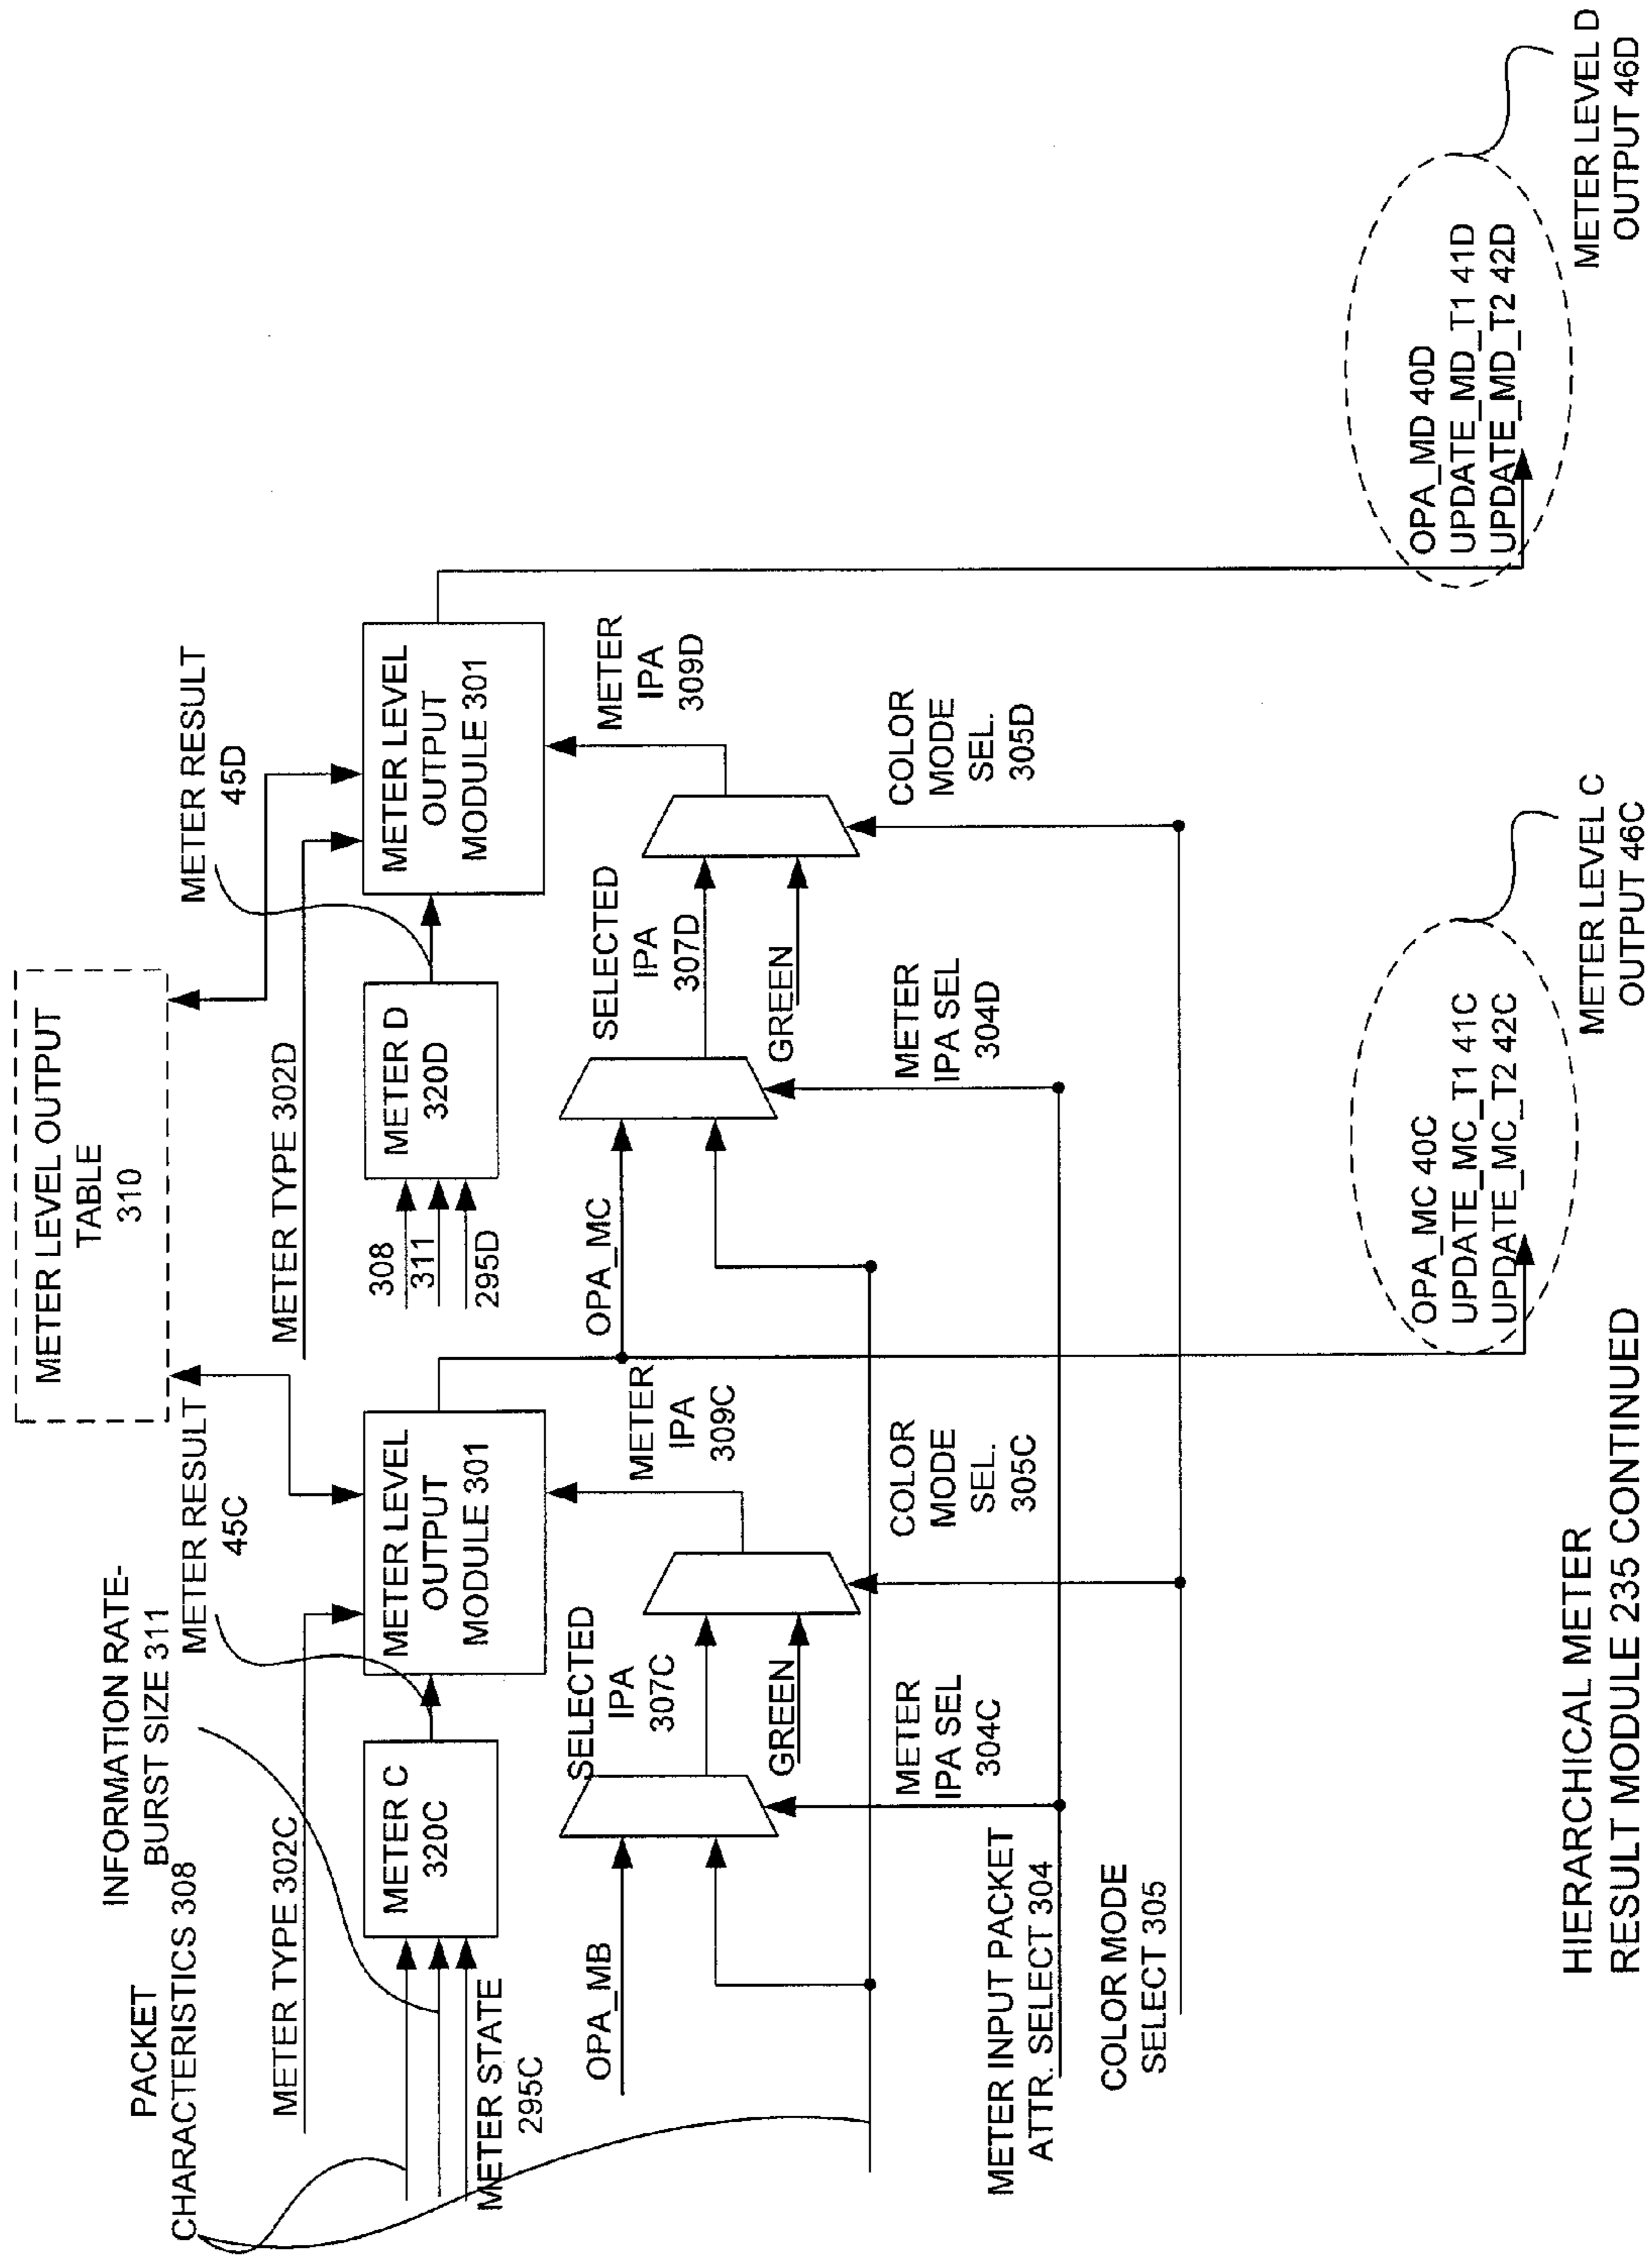 METER LEVEL OUTPUT
TABLE
310
PACKET
CHARACTERISTICS 308
INFORMATION RATE-
BURST SIZE 311
METER RESULT
45C
METER RESULT
45D
METER TYPE 302C
METER TYPE 302D
METER C
320C
METER LEVEL
OUTPUT
MODULE 301
METER D
320D
METER LEVEL
OUTPUT
MODULE 301
308
311
295D
METER STATE
295C
OPA_MB
SELECTED
IPA
307C
GREEN
METER
IPA
309C
OPA_MC
SELECTED
IPA
307D
GREEN
METER
IPA
309D
METER
IPA SEL
304C
COLOR
MODE
SEL.
305C
METER
IPA SEL
304D
COLOR
MODE
SEL.
305D
METER INPUT PACKET
ATTR. SELECT 304
COLOR MODE
SELECT 305
OPA_MC 40C
UPDATE_MC_T1 41C
UPDATE_MC_T2 42C
METER LEVEL C
OUTPUT 46C
OPA_MD 40D
UPDATE_MD_T1 41D
UPDATE_MD_T2 42D
METER LEVEL D
OUTPUT 46D
HIERARCHICAL METER
RESULT MODULE 235 CONTINUED